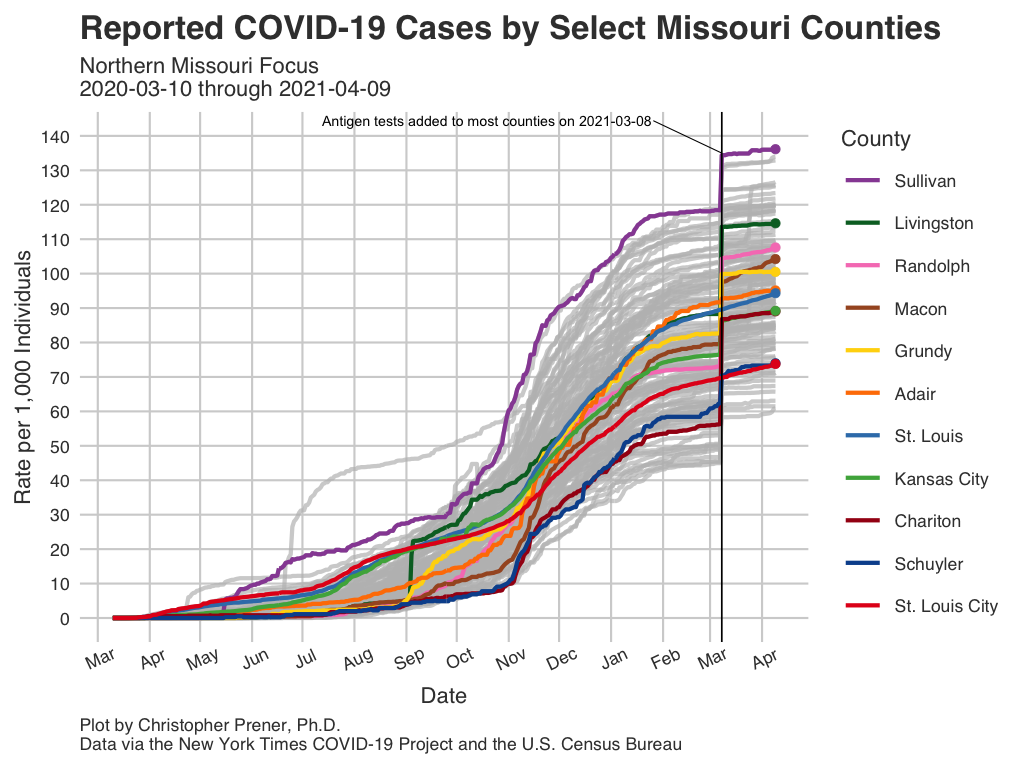 Reported COVID-19 Cases by Select Missouri Counties
Northern Missouri Focus
2020-03-10 through 2021-04-09
Antigen tests added to most counties on 2021-03-08
Rate per 1,000 Individuals
140
130
120
110
100
90
80
70
60
50
40
30
20
10
0
Mar Apr May Jun Jul Aug Sep Oct Nov Dec Jan Feb Mar Apr
Date
County
Sullivan
Livingston
Randolph
Macon
Grundy
Adair
St. Louis
Kansas City
Chariton
Schuyler
St. Louis City
Plot by Christopher Prener, Ph.D.
Data via the New York Times COVID-19 Project and the U.S. Census Bureau